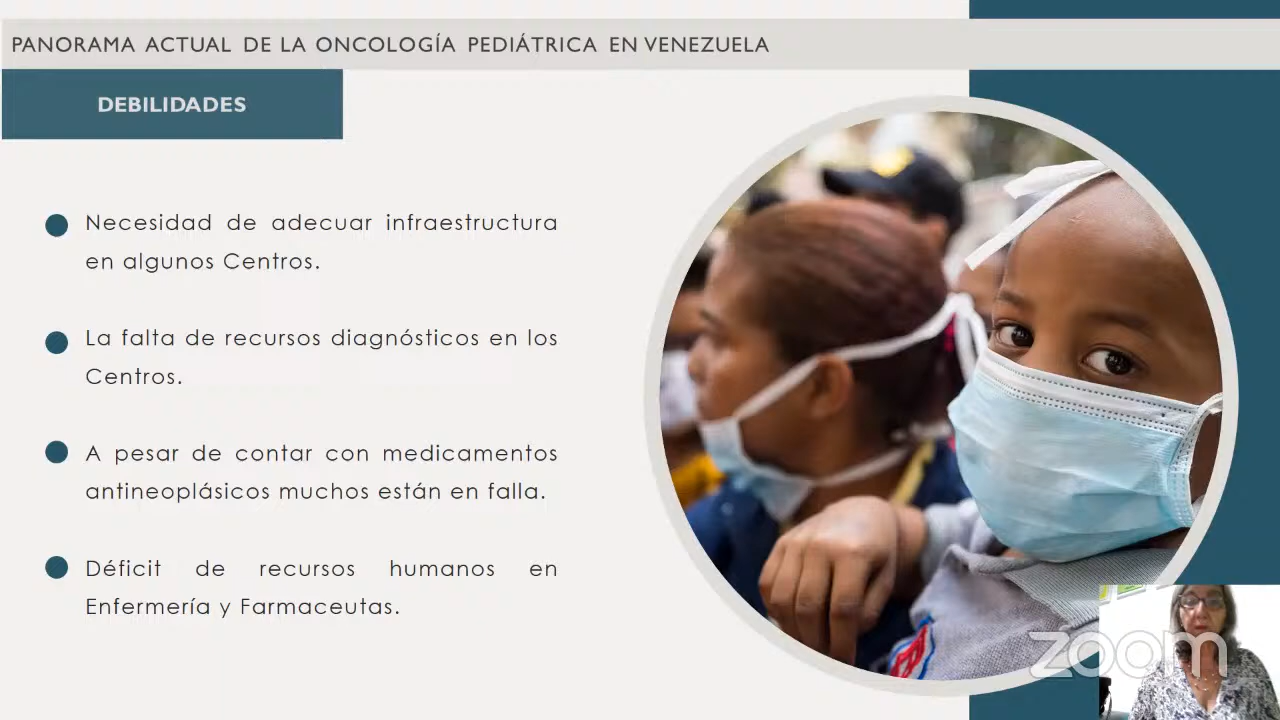 PANORAMA ACTUAL DE LA ONCOLOGÍA PEDIÁTRICA EN VENEZUELA
DEBILIDADES
Necesidad de adecuar infraestructura
en algunos Centros.
La falta de recursos diagnósticos en los
Centros.
A pesar de contar con medicamentos
antineoplásicos muchos están en falla.
Déficit de recursos humanos en
Enfermería y Farmaceutas.
zoom